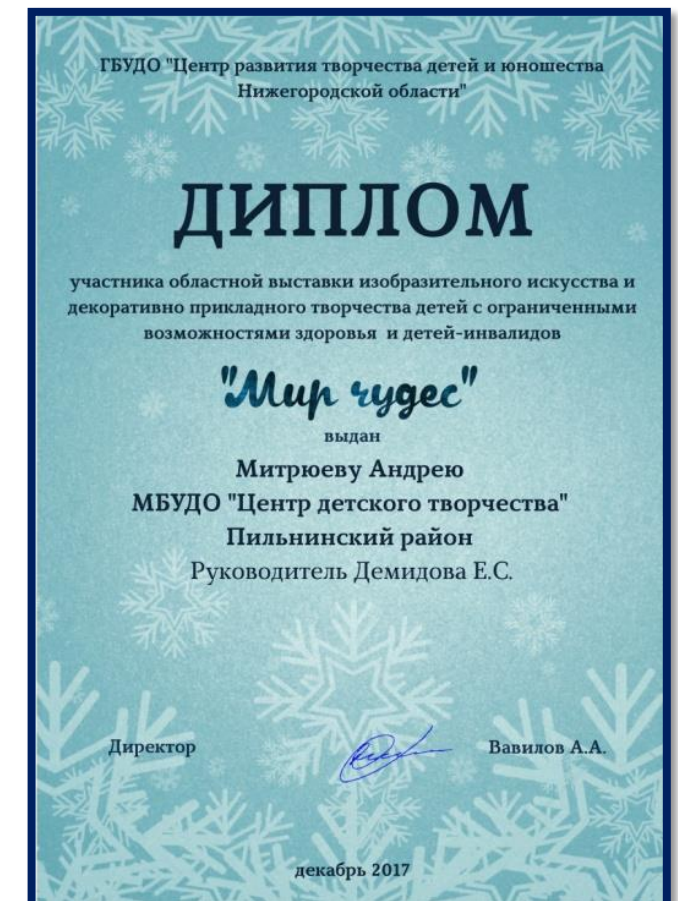 ГБУДО "Центр развития творчества детей и юношества
Нижегородской области"
ДИПЛОМ
участника областной выставки изобразительного искусства и
декоративно прикладного творчества детей с ограниченными
возможностями здоровья и детей-инвалидов
"Мир чудес"
выдан
Митрюеву Андрею
МБУДО "Центр детского творчества"
Пильнинский район
Руководитель Демидова Е.С.
Директор Вавилов А.А.
декабрь 2017